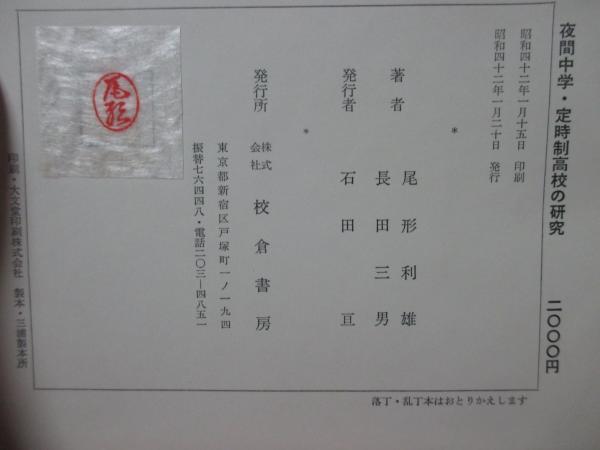 夜間中学・定時制高校の研究 二〇〇〇円
昭和四十二年一月十五日 印刷
昭和四十二年一月二十日 発行
*
著者 尾形利雄
長田三男
発行者 石田亘
*
発行所 株式会社 校倉書房
東京都新宿区戸塚町一ノ一九四
振替七六四四八・電話二〇三―四八五一
尾形
印刷・大文堂印刷株式会社 製本・三浦製本所
落丁・乱丁本はおとりかえします